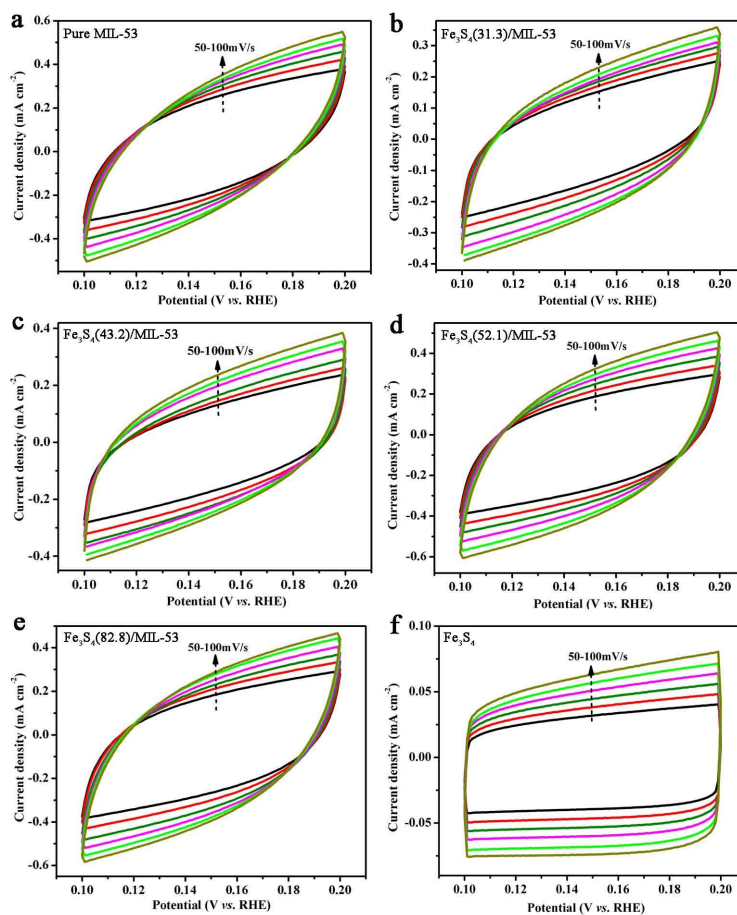 a
Pure MIL-53
50-100mV/s
0.6
0.4
0.2
0.0
-0.2
-0.4
0.10 0.12 0.14 0.16 0.18 0.20
Current density (mA cm⁻²)
Potential (V vs. RHE)
b
Fe₃S₄(31.3)/MIL-53
50-100mV/s
0.3
0.2
0.1
0.0
-0.1
-0.2
-0.3
-0.4
0.10 0.12 0.14 0.16 0.18 0.20
Current density (mA cm⁻²)
Potential (V vs. RHE)
c
Fe₃S₄(43.2)/MIL-53
50-100mV/s
0.4
0.2
0.0
-0.2
-0.4
0.10 0.12 0.14 0.16 0.18 0.20
Current density (mA cm⁻²)
Potential (V vs. RHE)
d
Fe₃S₄(52.1)/MIL-53
50-100mV/s
0.4
0.2
0.0
-0.2
-0.4
-0.6
0.10 0.12 0.14 0.16 0.18 0.20
Current density (mA cm⁻²)
Potential (V vs. RHE)
e
Fe₃S₄(82.8)/MIL-53
50-100mV/s
0.4
0.2
0.0
-0.2
-0.4
-0.6
0.10 0.12 0.14 0.16 0.18 0.20
Current density (mA cm⁻²)
Potential (V vs. RHE)
f
Fe₃S₄
50-100mV/s
0.10
0.05
0.00
-0.05
0.10 0.12 0.14 0.16 0.18 0.20
Current density (mA cm⁻²)
Potential (V vs. RHE)